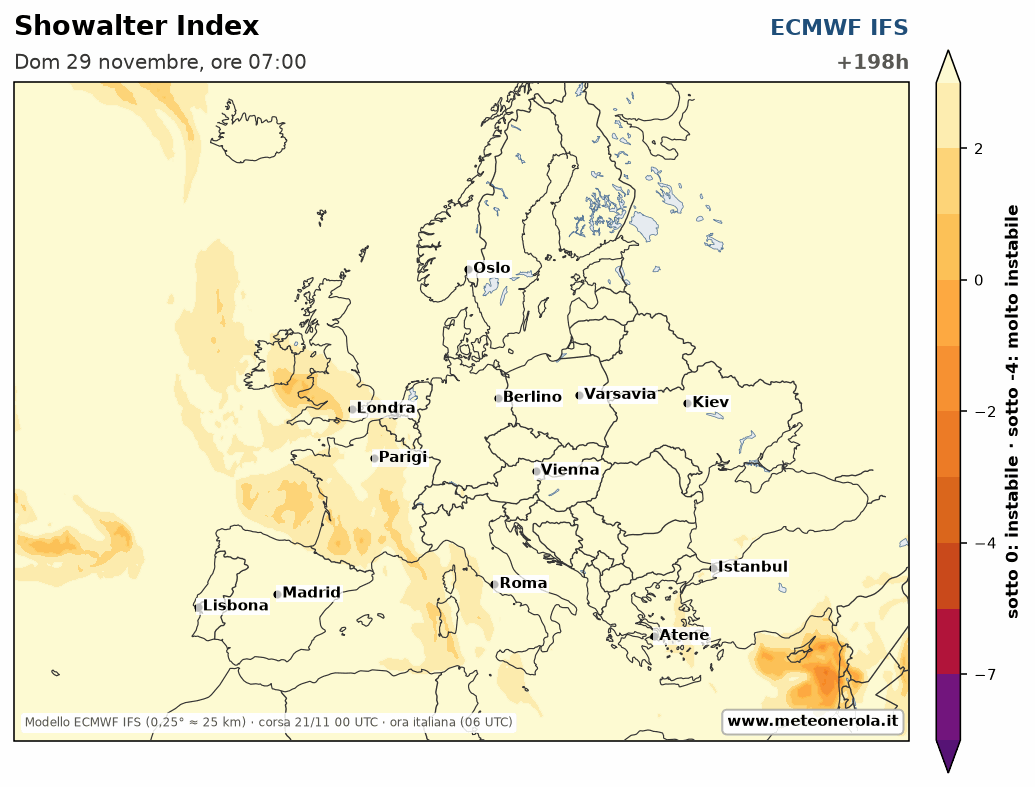 Showalter Index
ECMWF IFS
Dom 29 novembre, ore 07:00
+198h
Oslo
Londra
Berlino
Varsavia
Kiev
Parigi
Vienna
Istanbul
Roma
Madrid
Lisbona
Atene
2
0
−2
−4
−7
sotto 0: instabile · sotto -4: molto instabile
Modello ECMWF IFS (0,25° ≈ 25 km) · corsa 21/11 00 UTC · ora italiana (06 UTC)
www.meteonerola.it